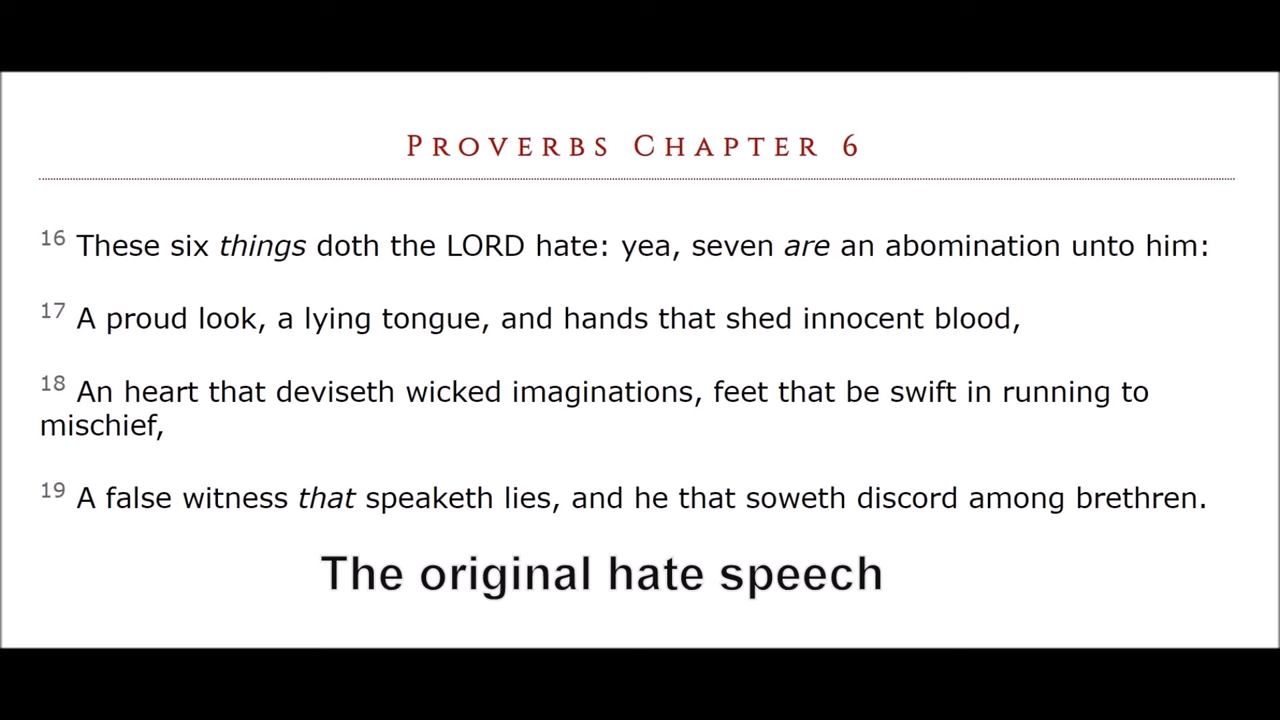 PROVERBS CHAPTER 6
16 These six things doth the LORD hate: yea, seven are an abomination unto him:
17 A proud look, a lying tongue, and hands that shed innocent blood,
18 An heart that deviseth wicked imaginations, feet that be swift in running to
mischief,
19 A false witness that speaketh lies, and he that soweth discord among brethren.
The original hate speech